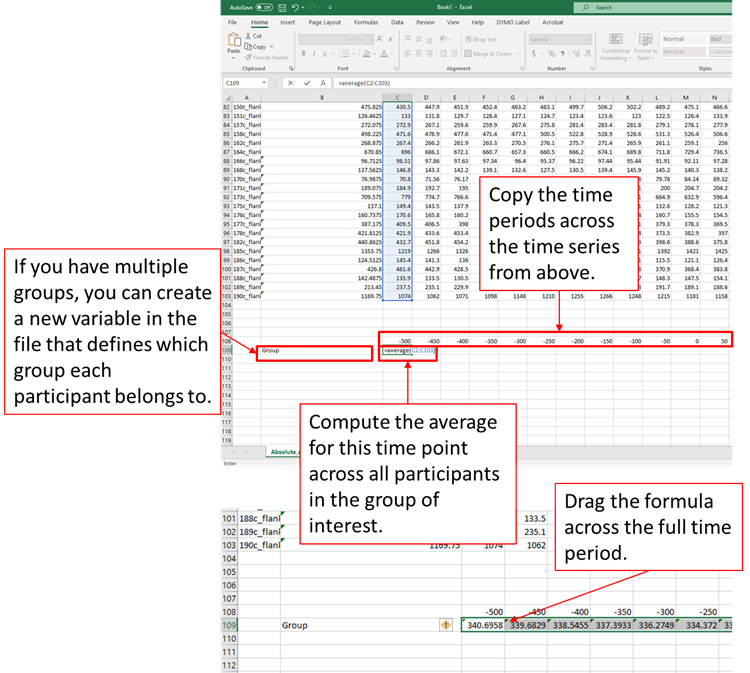 AutoSave Off Book1 - Excel Search
File Home Insert Page Layout Formulas Data Review View Help DYMO Label Acrobat
Cut
Copy
Format Painter
Paste
Wrap Text
Merge & Center
General
Conditional Formatting
Format as Table
Normal Bad
Neutral Calculat
Clipboard Font Alignment Number Styles
C109 =average(C2:C103)
A B C D E F G H I J K L M N
82 150c_flanl 475.825 430.5 447.9 451.9 452.4 463.2 483.1 499.7 506.2 502.2 489.2 475.1 466.6
83 151c_flanl 126.4625 133 131.8 129.7 128.4 127.1 124.7 123.4 123.6 123 122.5 126.4 133.9
84 157c_flanl 272.075 272.9 267.1 259.6 259.9 267.6 275.8 281.4 283.4 281.8 279.1 278.1 277.9
85 158c_flanl 498.225 471.6 478.9 477.6 471.4 477.1 500.5 522.8 528.9 528.6 531.3 526.4 506.6
86 162c_flanl 268.875 267.4 266.2 261.9 263.3 270.5 276.1 275.7 271.4 265.9 261.1 259.1 256
87 164c_flanl 670.85 696 686.1 672.1 660.7 657.3 660.5 666.2 674.1 689.8 711.8 729.4 736.5
88 166c_flanl 96.7125 98.51 97.86 97.63 97.34 96.4 95.37 96.22 97.44 95.44 91.91 92.11 97.28
89 168c_flanl 137.5625 146.8 143.3 142.2 139.1 132.6 127.5 130.5 139.4 145.9 145.2 140.3 138.2
90 170c_flanl 76.9875 70.8 71.56 76.17 79.78 84.14 89.32
91 171c_flanl 189.075 184.9 192.7 195 200 204.7 204.2
92 173c_flanl 709.575 779 774.7 766.6 664.9 632.9 596.4
93 175c_flanl 137.1 149.4 143.5 137.9 132.6 128.2 121.3
94 176c_flanl 160.7375 170.6 165.8 160.2 160.7 155.5 154.5
95 177c_flanl 387.175 409.5 406.5 398 379.3 378.3 369.5
96 178c_flanl 421.8125 421.9 433.6 453.4 373.5 382.9 397
97 182c_flanl 440.8625 432.7 451.8 454.2 398.6 388.6 375.8
98 185c_flanl 1353.75 1219 1266 1326 1392 1421 1425
99 186c_flanl 124.5125 145.4 141.3 136 115.5 121.1 126.4
100 187c_flanl 426.8 461.6 442.9 428.5 370.9 368.4 383.8
101 188c_flanl 142.4875 135.9 133.5 130.5 148.3 147.5 154.1
102 189c_flanl 213.45 237.5 235.1 229.9 191.7 189.1 188.6
103 190c_flanl 1169.75 1074 1062 1071 1098 1148 1210 1255 1266 1248 1215 1181 1158
104
105
106
107
108 -500 -450 -400 -350 -300 -250 -200 -150 -100 -50 0 50
109 Group =average(C2:C103)
110
111
112
113
114
115
116
117
118
119
Absolute_A
Enter
Copy the time
periods across
the time series
from above.
If you have multiple
groups, you can create
a new variable in the
file that defines which
group each
participant belongs to.
Compute the average
for this time point
across all participants
in the group of
interest.
Drag the formula
across the full time
period.
101 188c_flanl 133.5
102 189c_flanl 235.1
103 190c_flanl 1169.75 1074 1062
104
105
106
107
108 -500 -450 -400 -350 -300 -250
109 Group 340.6958 339.6829 338.5455 337.3933 336.2749 334.372 33
110
111
112